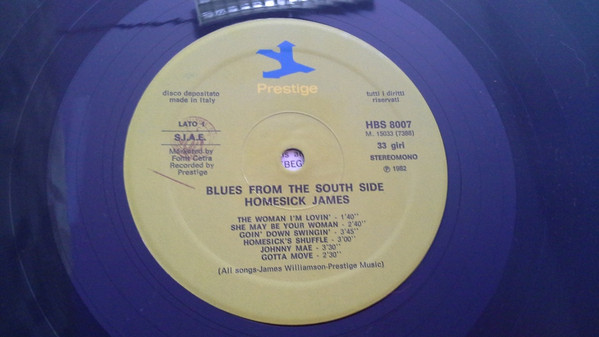 Prestige
disco depositato
made in Italy
tutti i diritti
riservati
LATO 1
S.I.A.E.
Fonit Cetra
Recorded by
Prestige
HBS 8007
M. 15033 (7388)
33 giri
STEREOMONO
℗ 1982
BEG
BLUES FROM THE SOUTH SIDE
HOMESICK JAMES
THE WOMAN I'M LOVIN' - 1'40"
SHE MAY BE YOUR WOMAN - 2'40"
GOIN' DOWN SWINGIN' - 3'45"
HOMESICK'S SHUFFLE - 3'00"
JOHNNY MAE - 3'30"
GOTTA MOVE - 2'30"
(All songs-James Williamson-Prestige Music)